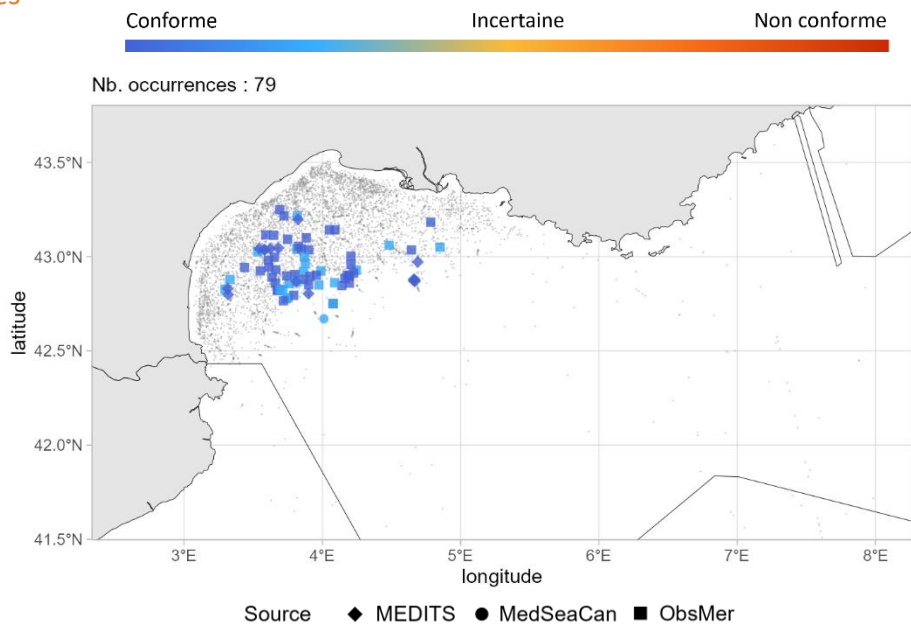 es
Conforme Incertaine Non conforme
Nb. occurrences : 79
43.5°N
43.0°N
42.5°N
42.0°N
41.5°N
latitude
3°E 4°E 5°E 6°E 7°E 8°E
longitude
Source MEDITS MedSeaCan ObsMer